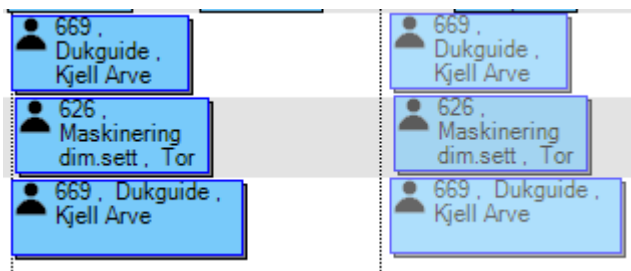 669 ,
Dukguide ,
Kjell Arve
669 ,
Dukguide ,
Kjell Arve
626 ,
Maskinering
dim.sett , Tor
626 ,
Maskinering
dim.sett , Tor
669 , Dukguide ,
Kjell Arve
669 , Dukguide ,
Kjell Arve